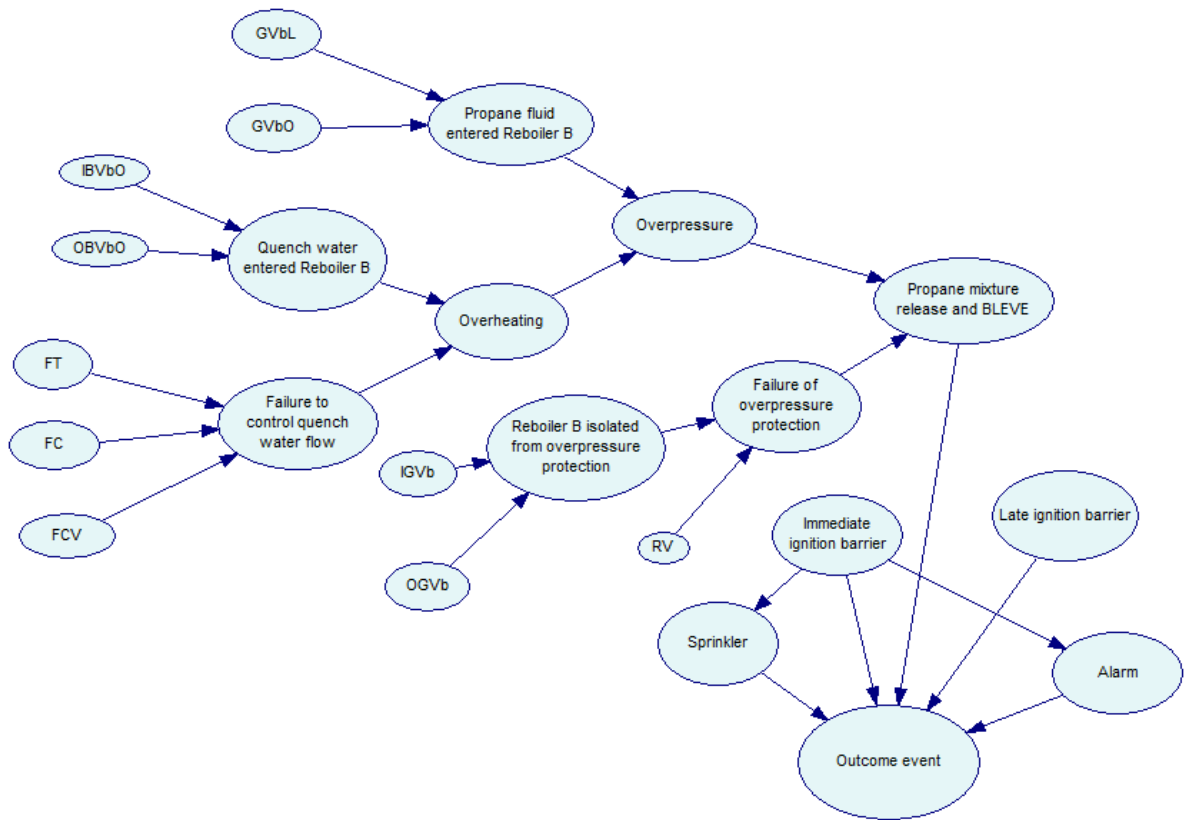 GVbL
GVbO
Propane fluid
entered Reboiler B
IBVbO
OBVbO
Quench water
entered Reboiler B
Overpressure
Overheating
Propane mixture
release and BLEVE
FT
FC
FCV
Failure to
control quench
water flow
Failure of
overpressure
protection
Reboiler B isolated
from overpressure
protection
IGVb
OGVb
RV
Immediate
ignition barrier
Late ignition barrier
Sprinkler
Alarm
Outcome event